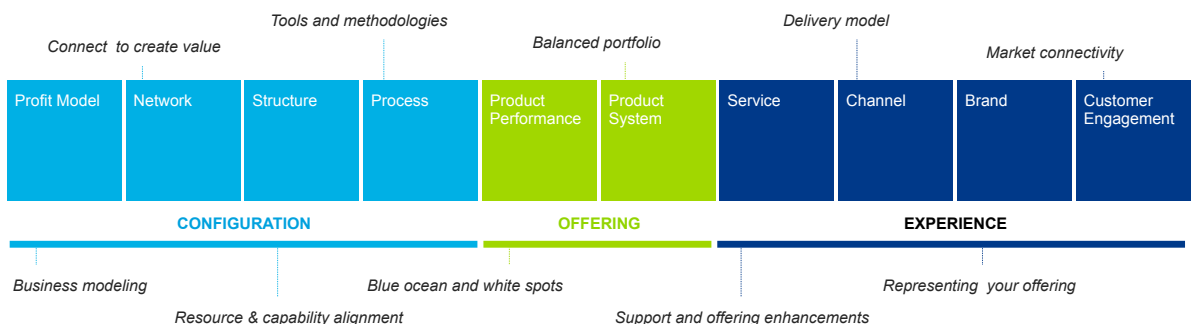 Tools and methodologies
Delivery model
Connect  to create value
Balanced portfolio
Market connectivity
Profit Model
Network
Structure
Process
Product
Performance
Product
System
Service
Channel
Brand
Customer
Engagement
CONFIGURATION
OFFERING
EXPERIENCE
Business modeling
Blue ocean and white spots
Representing  your offering
Resource & capability alignment
Support and offering enhancements